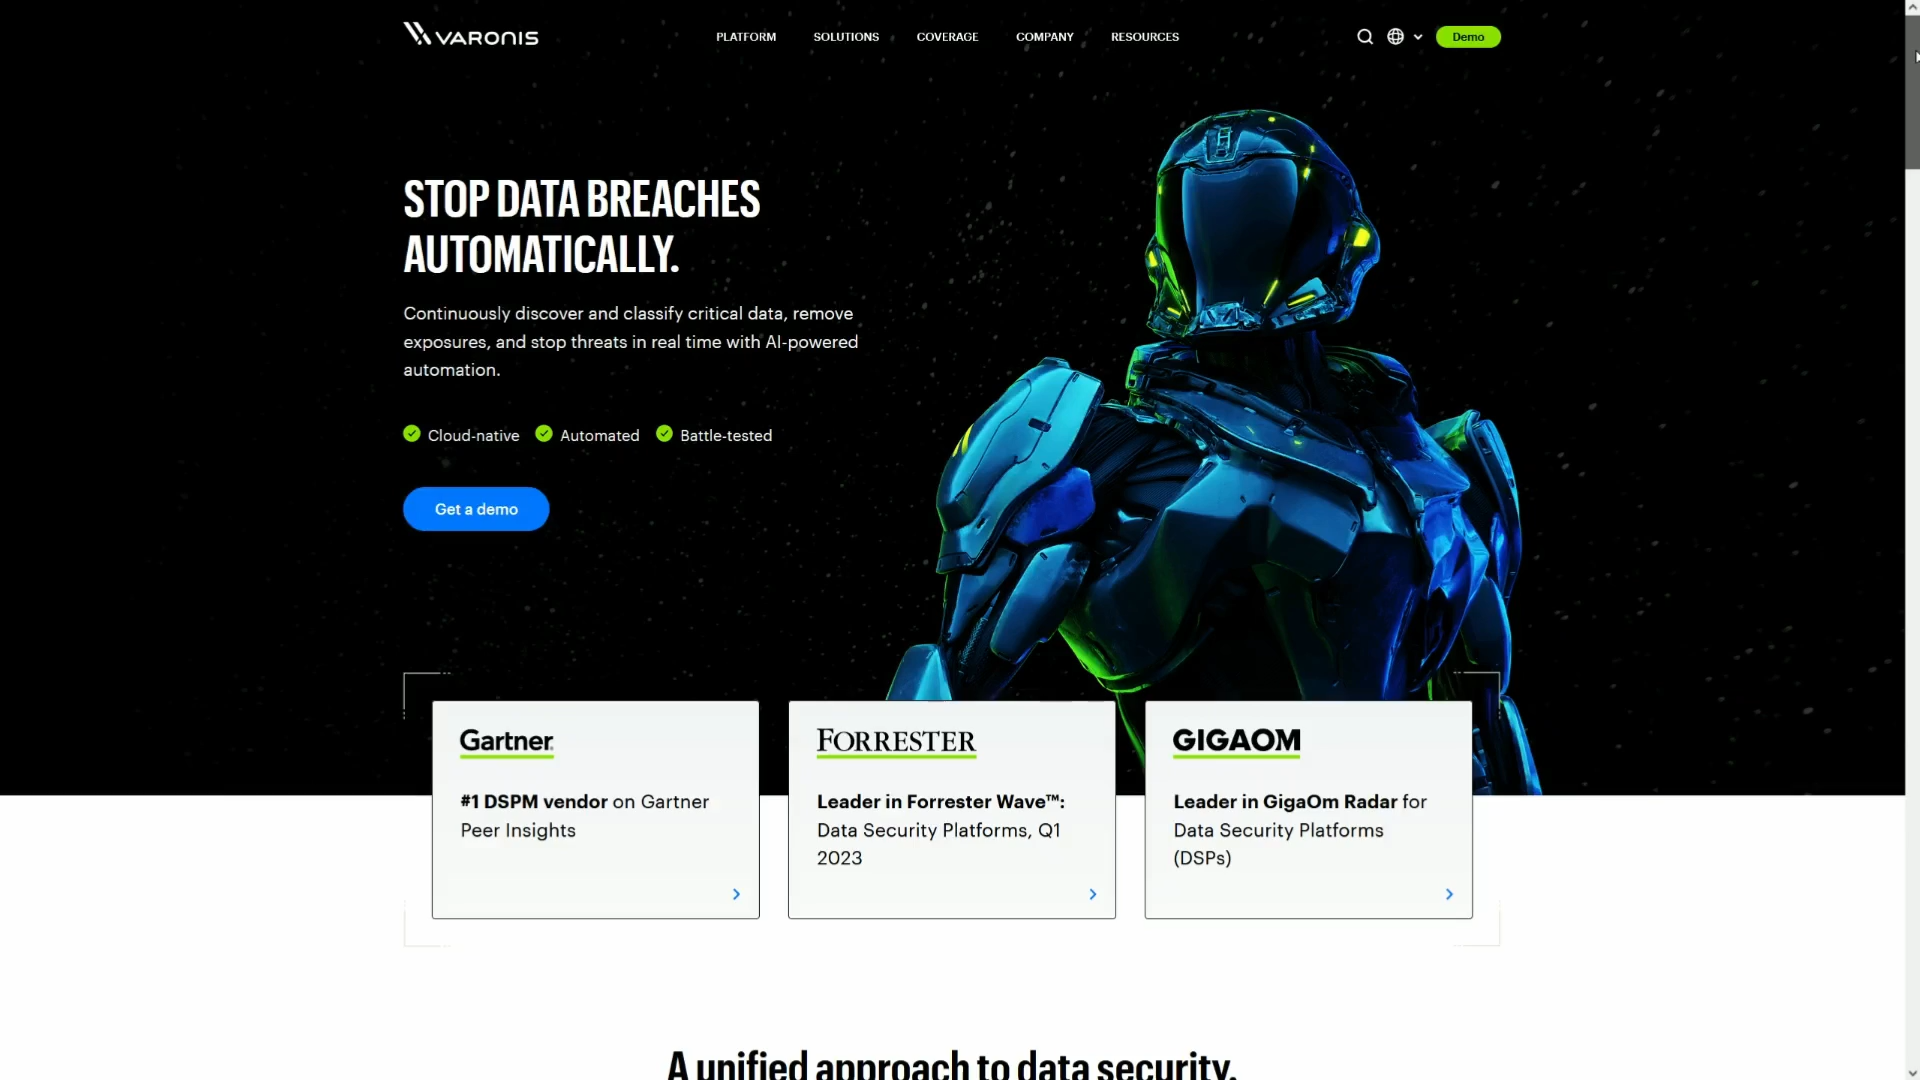 VARONIS
PLATFORM
SOLUTIONS
COVERAGE
COMPANY
RESOURCES
Demo
STOP DATA BREACHES
AUTOMATICALLY.
Continuously discover and classify critical data, remove
exposures, and stop threats in real time with AI-powered
automation.
Cloud-native
Automated
Battle-tested
Get a demo
Gartner
#1 DSPM vendor on Gartner
Peer Insights
FORRESTER
Leader in Forrester Wave™:
Data Security Platforms, Q1
2023
GIGAOM
Leader in GigaOm Radar for
Data Security Platforms
(DSPs)
A unified approach to data security.